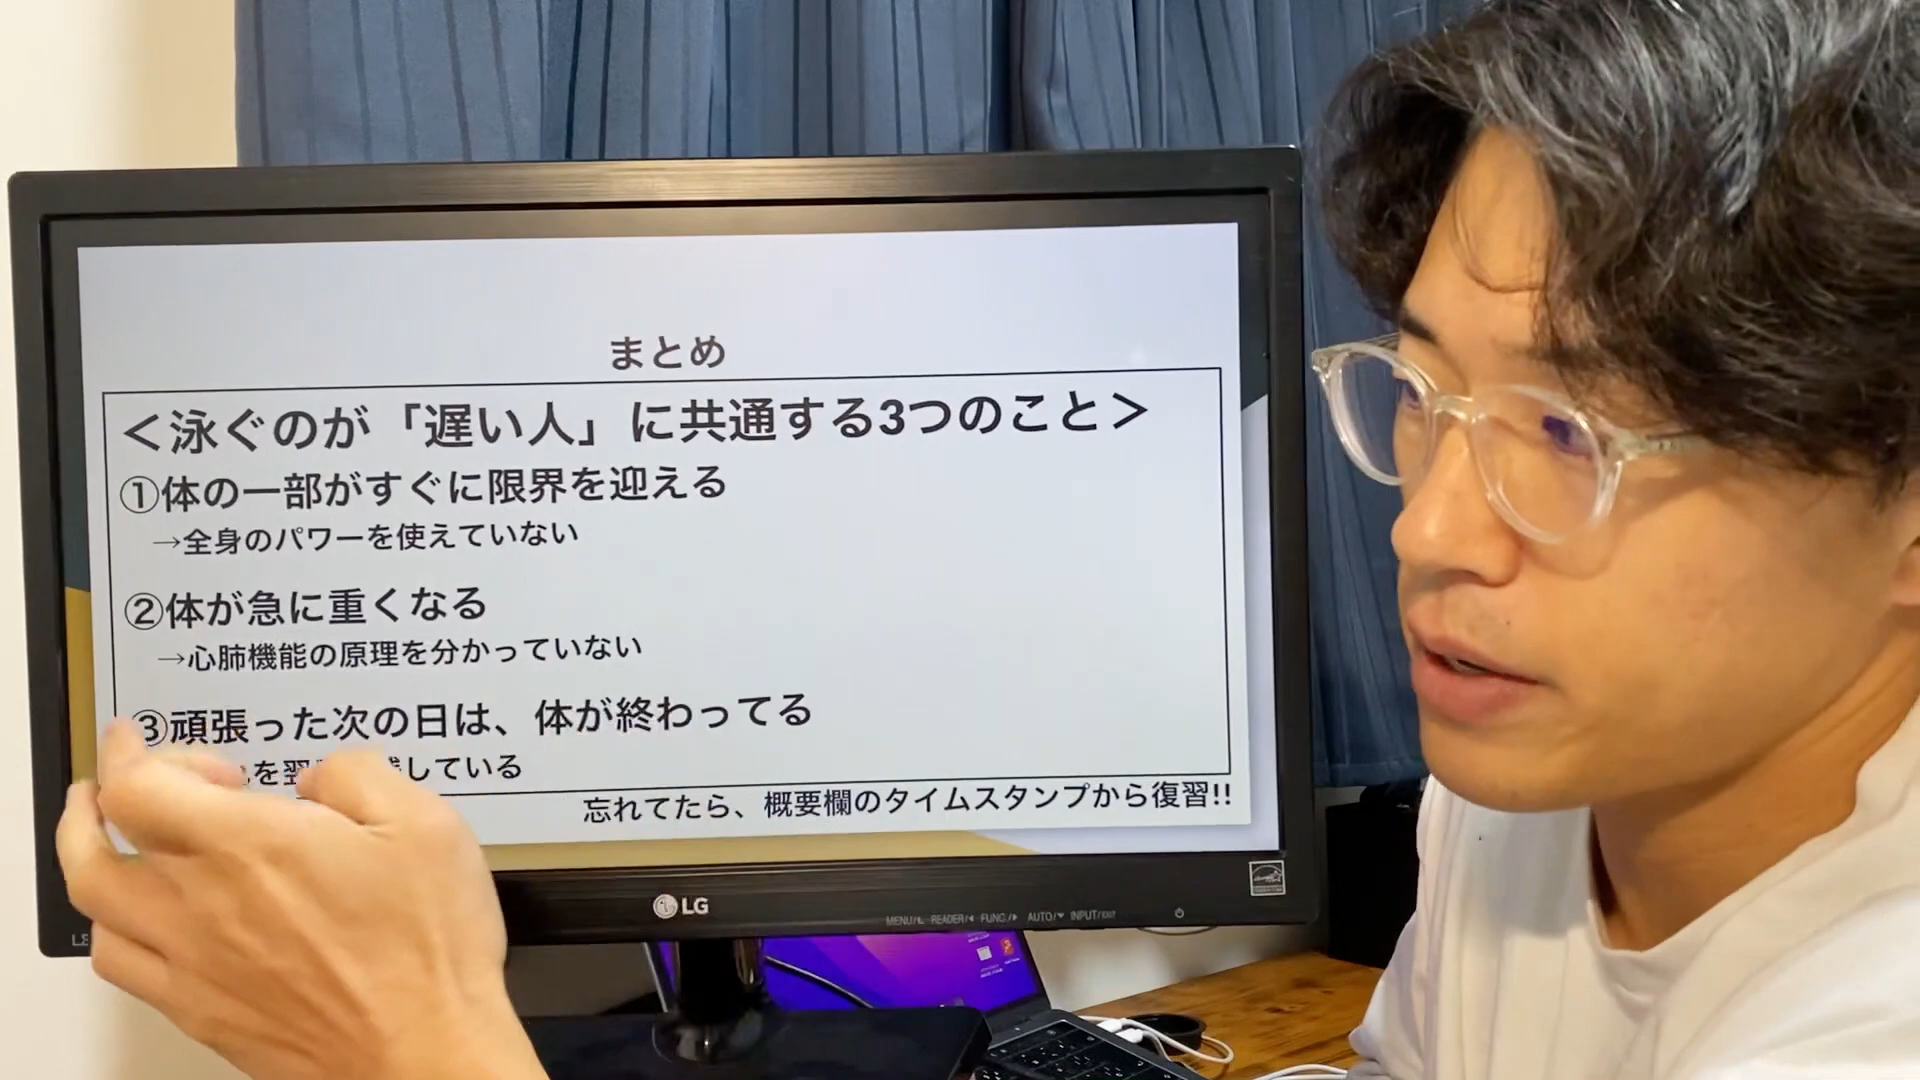 まとめ
＜泳ぐのが「遅い人」に共通する3つのこと＞
①体の一部がすぐに限界を迎える
→全身のパワーを使えていない
②体が急に重くなる
→心肺機能の原理を分かっていない
③頑張った次の日は、体が終わってる
を翌 している
忘れてたら、概要欄のタイムスタンプから復習!!
LG
MENU/ READER/ FUNC./ AUTO/ INPUT/